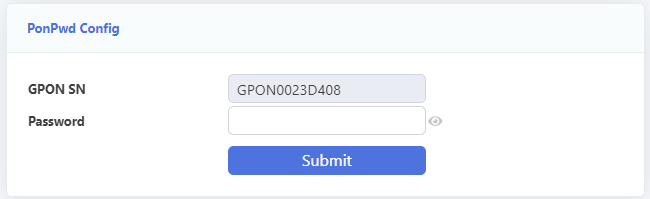 PonPwd Config
GPON SN
GPON0023D408
Password
Submit